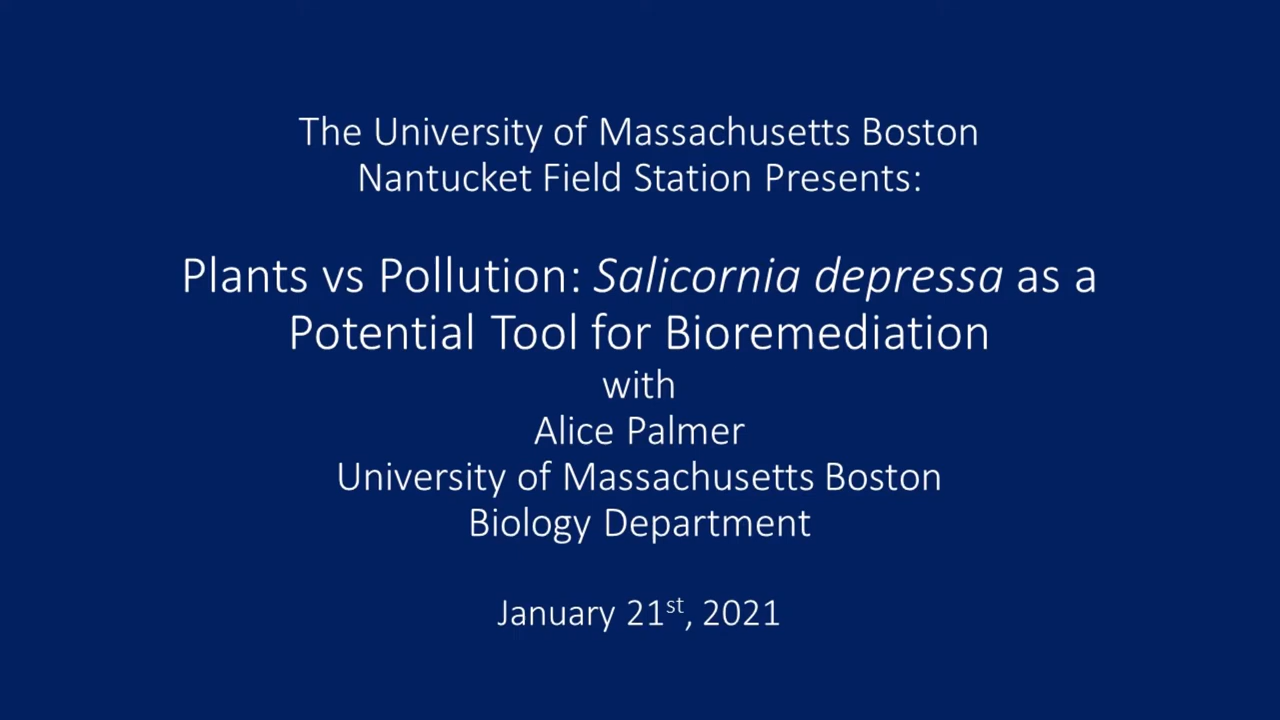 The University of Massachusetts Boston
Nantucket Field Station Presents:
Plants vs Pollution: Salicornia depressa as a
Potential Tool for Bioremediation
with
Alice Palmer
University of Massachusetts Boston
Biology Department
January 21st, 2021